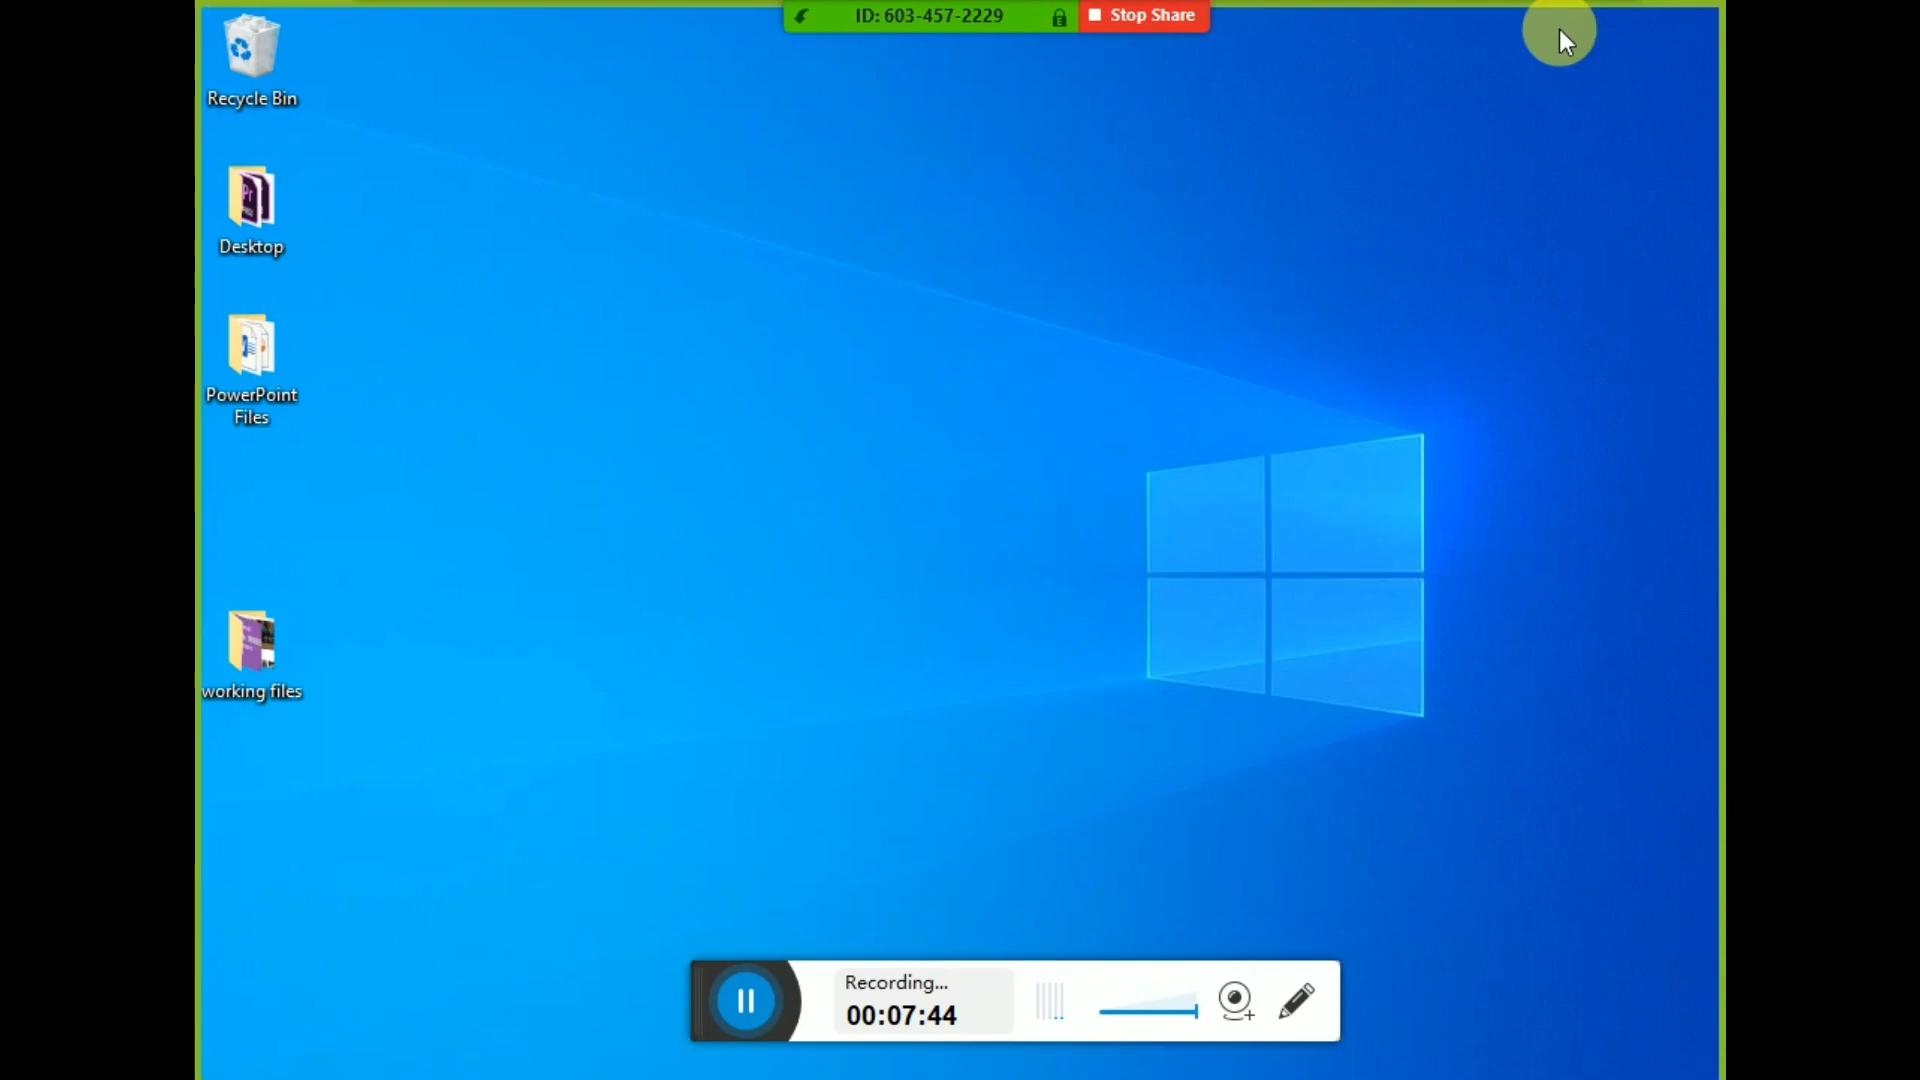 ID: 603-457-2229
Stop Share
Recycle Bin
Desktop
PowerPoint
Files
working files
Recording...
00:07:44